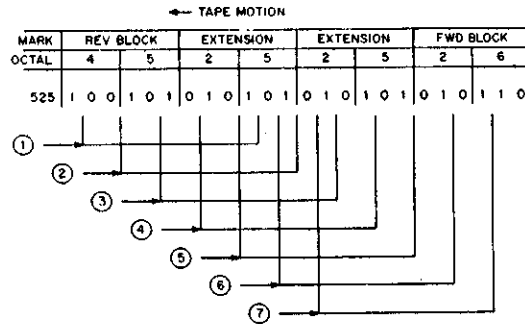 ← TAPE MOTION
MARK REV BLOCK EXTENSION EXTENSION FWD BLOCK
OCTAL 4 5 2 5 2 5 2 6
525 1 0 0 1 0 1 0 1 0 1 0 1 0 1 0 1 0 1 0 1 0 1 1 0
1
2
3
4
5
6
7